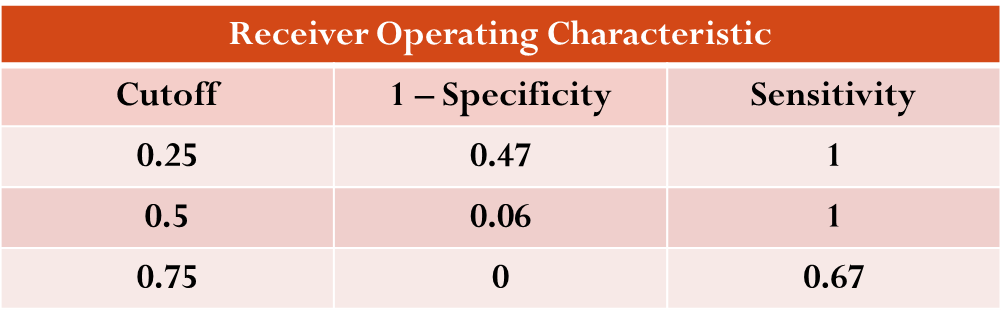 Receiver Operating Characteristic
Cutoff 1 – Specificity Sensitivity
0.25 0.47 1
0.5 0.06 1
0.75 0 0.67